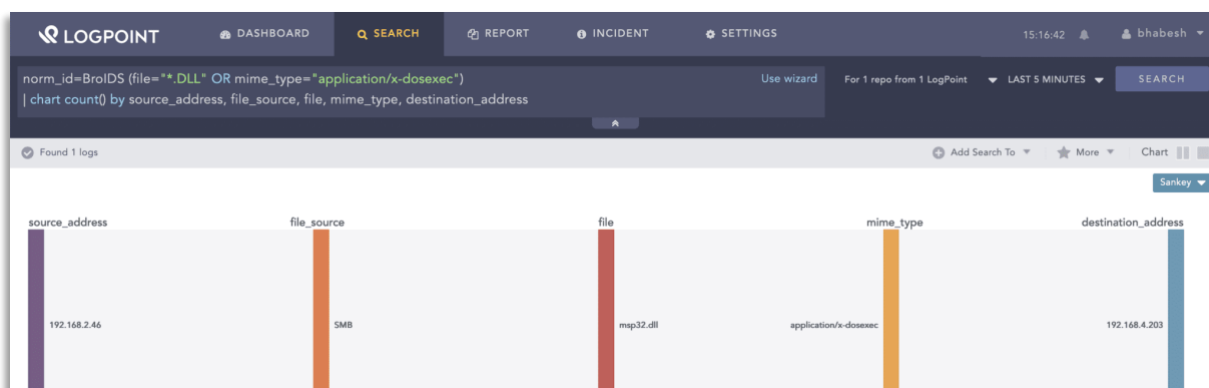 LOGPOINT DASHBOARD SEARCH REPORT INCIDENT SETTINGS 15:16:42 bhabesh
norm_id=BroIDS (file="*.DLL" OR mime_type="application/x-dosexec") Use wizard For 1 repo from 1 LogPoint LAST 5 MINUTES SEARCH
| chart count() by source_address, file_source, file, mime_type, destination_address
Found 1 logs Add Search To More Chart
Sankey
source_address file_source file mime_type destination_address
192.168.2.46 SMB msp32.dll application/x-dosexec 192.168.4.203